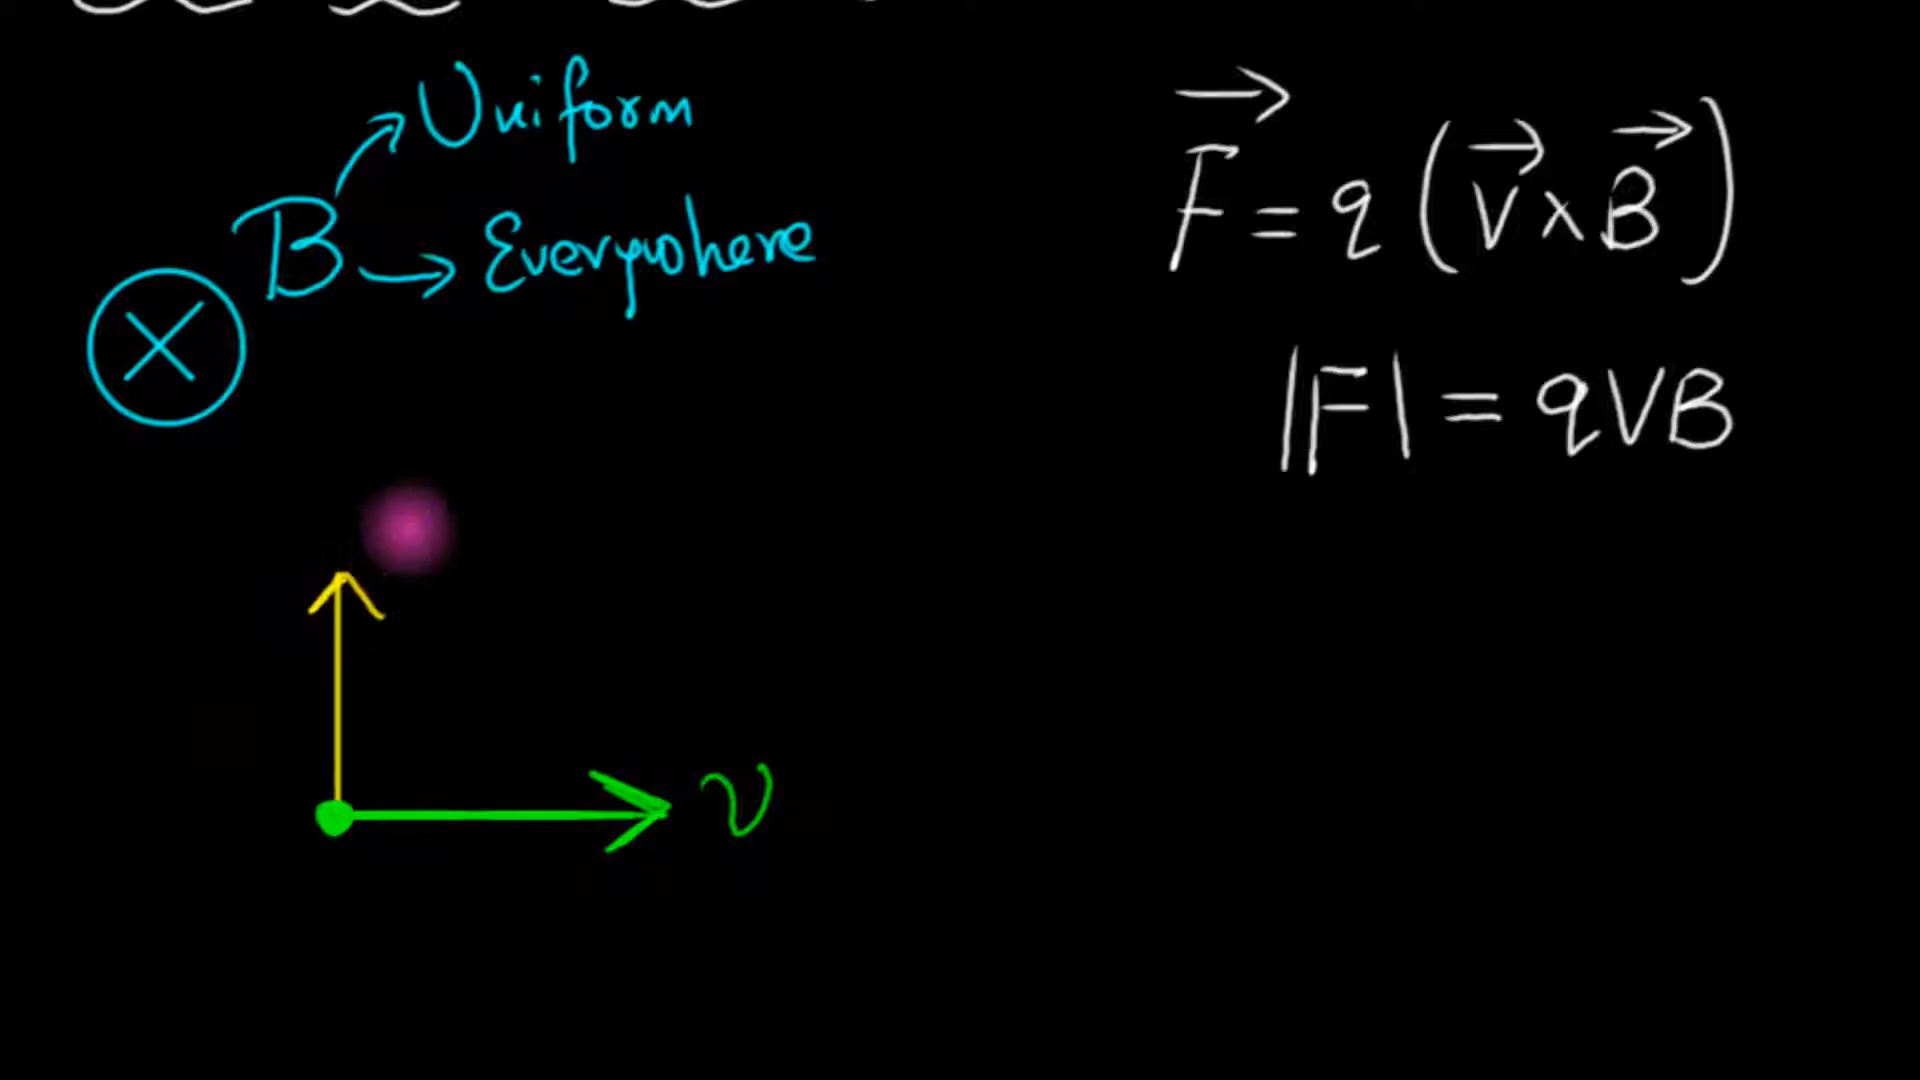 Uniform
B → Everywhere
F⃗ = q (v⃗ × B⃗)
|F| = qVB
v